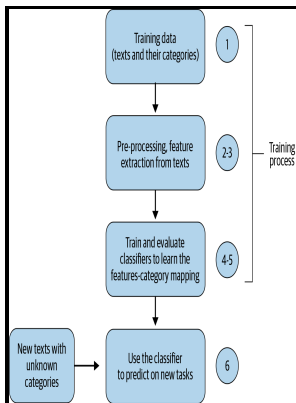 Training data
(texts and their categories)
1
Pre-processing, feature
extraction from texts
2-3
Training
process
Train and evaluate
classifiers to learn the
features-category mapping
4-5
New texts with
unknown
categories
Use the classifier
to predict on new tasks
6